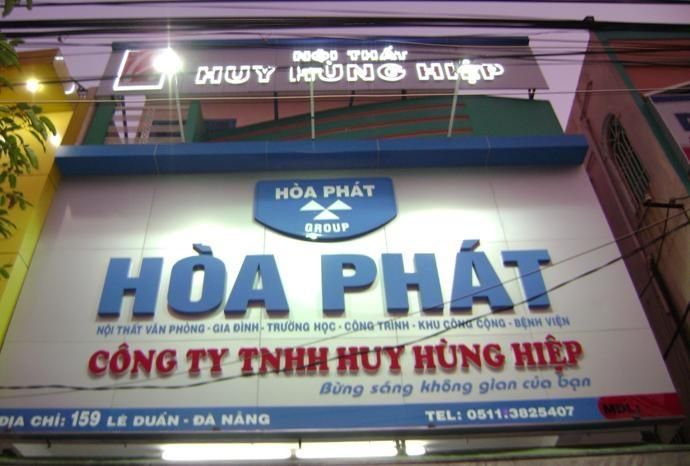 NỘI THẤT
HUY HÙNG HIỆP
HÒA PHÁT
GROUP
HÒA PHÁT
NỘI THẤT VĂN PHÒNG - GIA ĐÌNH - TRƯỜNG HỌC - CÔNG TRÌNH - KHU CÔNG CỘNG - BỆNH VIỆN
CÔNG TY TNHH HUY HÙNG HIỆP
Bừng sáng không gian của bạn
ĐỊA CHỈ: 159 LÊ DUẨN - ĐÀ NẴNG TEL: 0511.3825407 MDL: